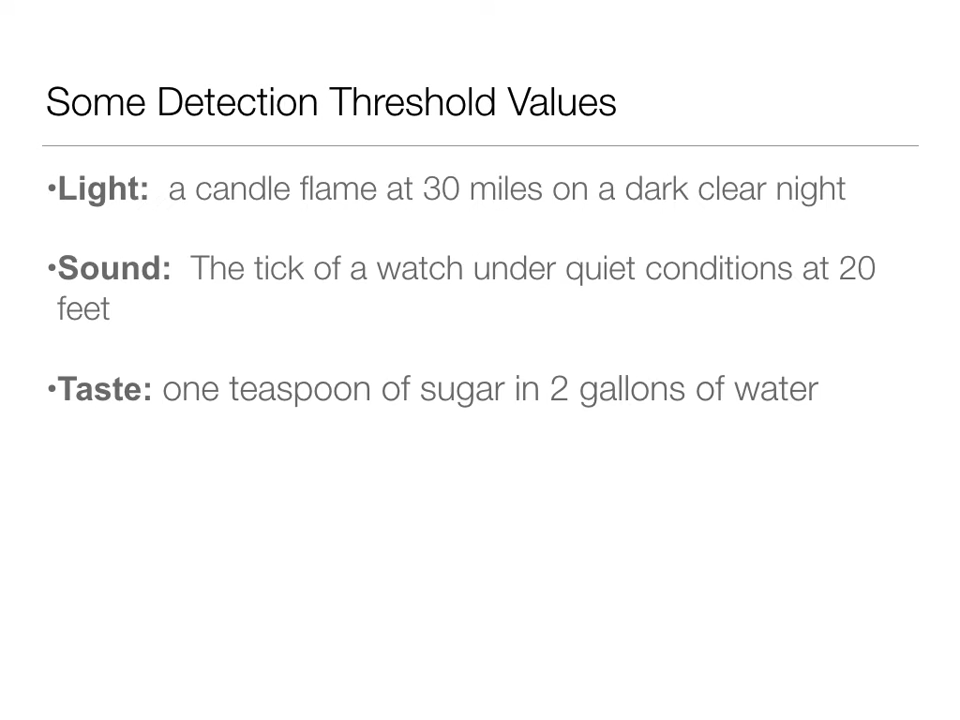 Some Detection Threshold Values
•Light:  a candle flame at 30 miles on a dark clear night
•Sound:  The tick of a watch under quiet conditions at 20
feet
•Taste: one teaspoon of sugar in 2 gallons of water